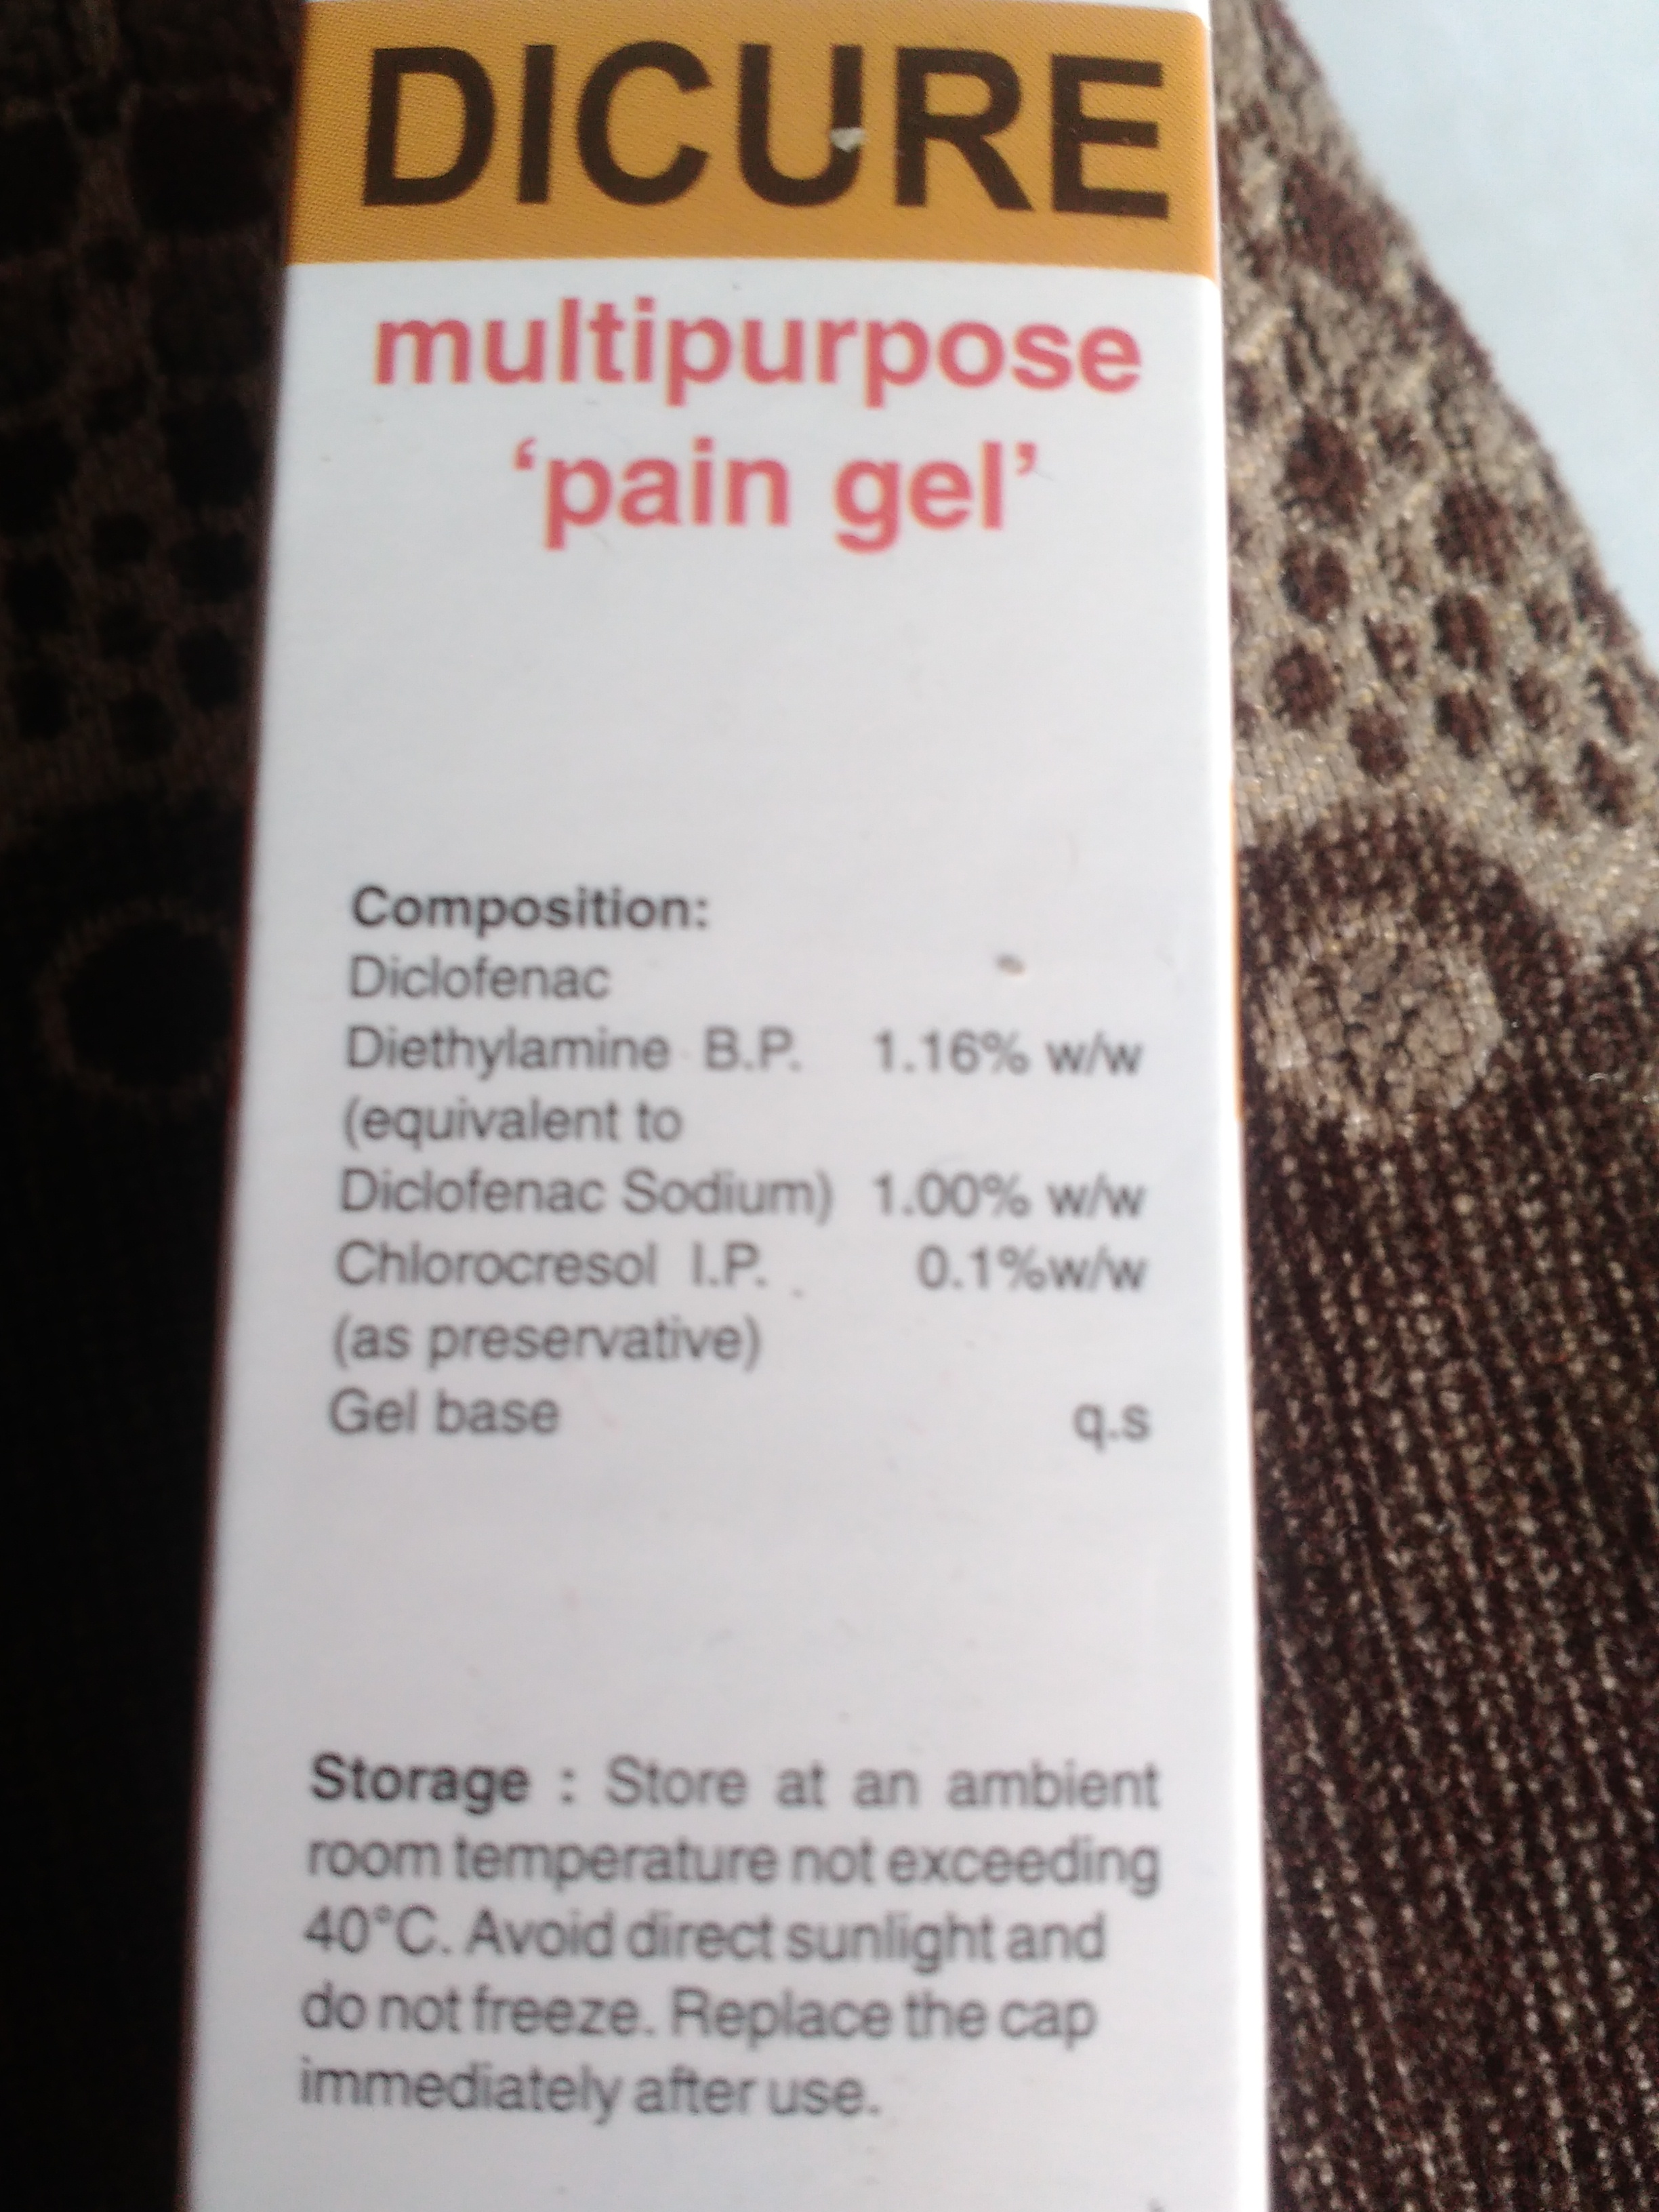 DICURE
multipurpose
‘pain gel’
Composition:
Diclofenac
Diethylamine B.P. 1.16% w/w
(equivalent to
Diclofenac Sodium) 1.00% w/w
Chlorocresol I.P. 0.1%w/w
(as preservative)
Gel base q.s
Storage : Store at an ambient
room temperature not exceeding
40°C. Avoid direct sunlight and
do not freeze. Replace the cap
immediately after use.